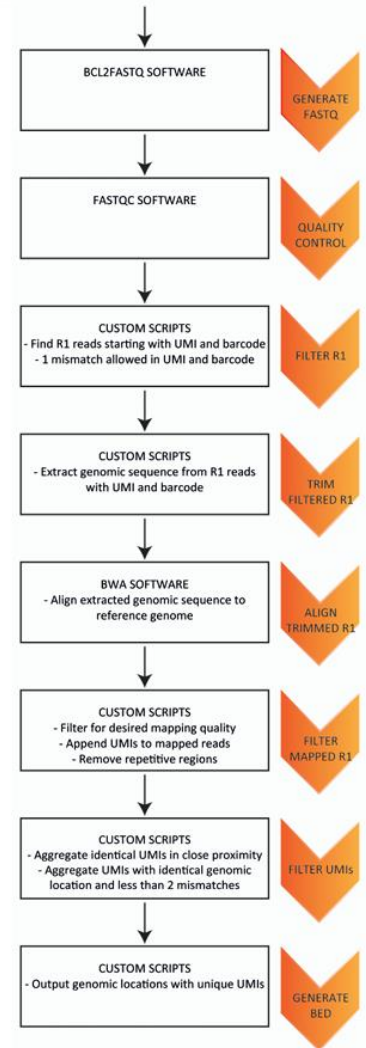 BCL2FASTQ SOFTWARE
GENERATE
FASTQ
FASTQC SOFTWARE
QUALITY
CONTROL
CUSTOM SCRIPTS
- Find R1 reads starting with UMI and barcode
- 1 mismatch allowed in UMI and barcode
FILTER R1
CUSTOM SCRIPTS
- Extract genomic sequence from R1 reads
with UMI and barcode
TRIM
FILTERED R1
BWA SOFTWARE
- Align extracted genomic sequence to
reference genome
ALIGN
TRIMMED R1
CUSTOM SCRIPTS
- Filter for desired mapping quality
- Append UMIs to mapped reads
- Remove repetitive regions
FILTER
MAPPED R1
CUSTOM SCRIPTS
- Aggregate identical UMIs in close proximity
- Aggregate UMIs with identical genomic
location and less than 2 mismatches
FILTER UMIs
CUSTOM SCRIPTS
- Output genomic locations with unique UMIs
GENERATE
BED